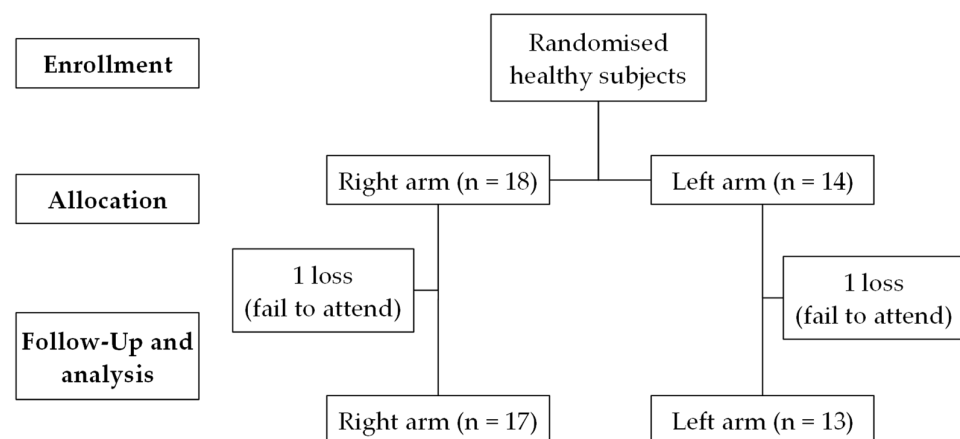 Enrollment
Randomised
healthy subjects
Allocation
Right arm (n = 18)
Left arm (n = 14)
1 loss
(fail to attend)
1 loss
(fail to attend)
Follow-Up and
analysis
Right arm (n = 17)
Left arm (n = 13)